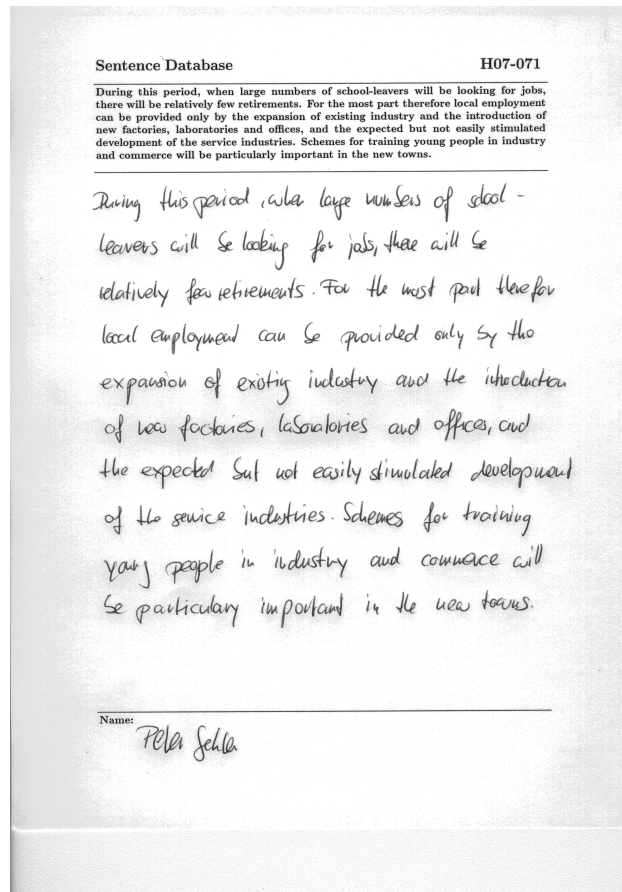 Sentence Database H07-071
During this period, when large numbers of school-leavers will be looking for jobs,
there will be relatively few retirements. For the most part therefore local employment
can be provided only by the expansion of existing industry and the introduction of
new factories, laboratories and offices, and the expected but not easily stimulated
development of the service industries. Schemes for training young people in industry
and commerce will be particularly important in the new towns.
During this period, when large numbers of school -
leavers will be looking for jobs, there will be
relatively few retirements. For the most part therefor
local employment can be provided only by the
expansion of existing industry and the introduction
of new factories, laboratories and offices, and
the expected but not easily stimulated development
of the service industries. Schemes for training
young people in industry and commerce will
be particulary important in the new towns.
Name:
Peter